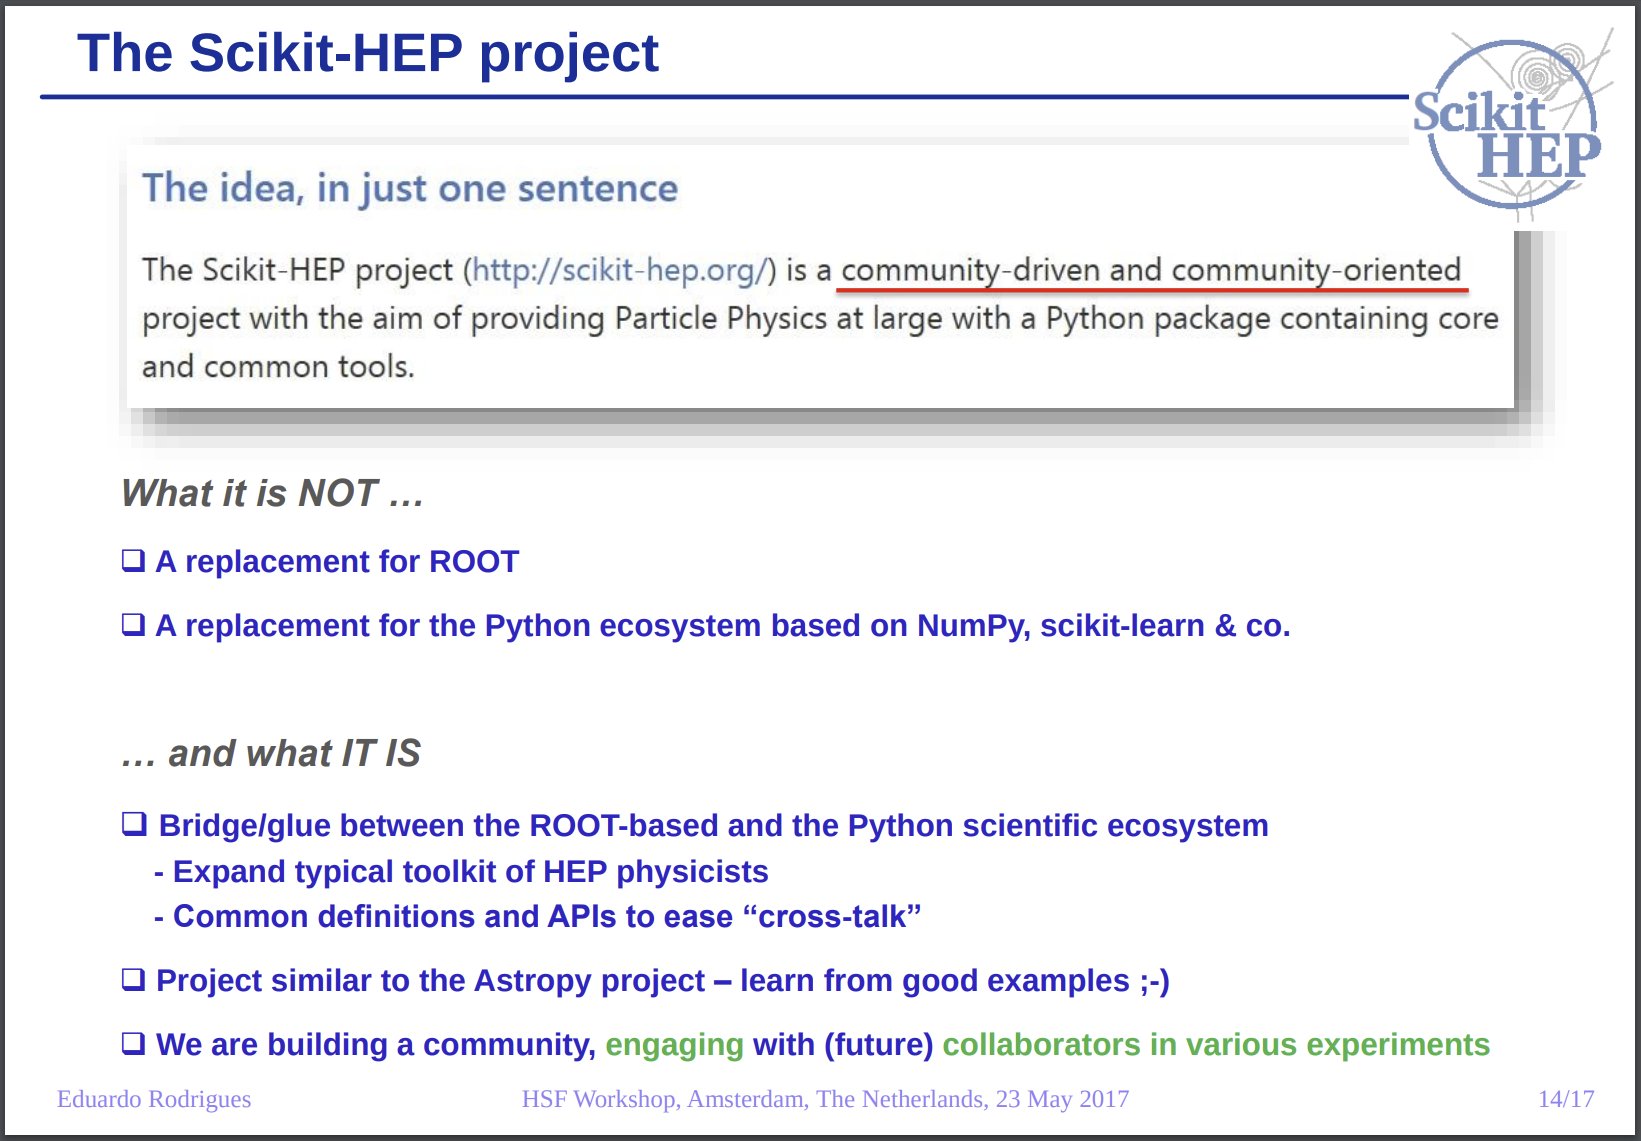 The Scikit-HEP project
Scikit
HEP
The idea, in just one sentence
The Scikit-HEP project (http://scikit-hep.org/) is a community-driven and community-oriented
project with the aim of providing Particle Physics at large with a Python package containing core
and common tools.
What it is NOT …
❑ A replacement for ROOT
❑ A replacement for the Python ecosystem based on NumPy, scikit-learn & co.
… and what IT IS
❑ Bridge/glue between the ROOT-based and the Python scientific ecosystem
- Expand typical toolkit of HEP physicists
- Common definitions and APIs to ease “cross-talk”
❑ Project similar to the Astropy project – learn from good examples ;-)
❑ We are building a community, engaging with (future) collaborators in various experiments
Eduardo Rodrigues
HSF Workshop, Amsterdam, The Netherlands, 23 May 2017
14/17